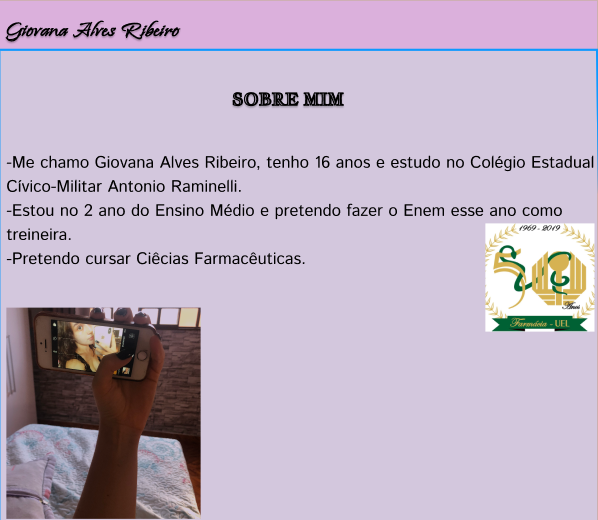 Giovana Alves Ribeiro
SOBRE MIM
-Me chamo Giovana Alves Ribeiro, tenho 16 anos e estudo no Colégio Estadual
Cívico-Militar Antonio Raminelli.
-Estou no 2 ano do Ensino Médio e pretendo fazer o Enem esse ano como
treineira.
-Pretendo cursar Ciêcias Farmacêuticas.
1969 - 2019
50
Anos
Farmácia - UEL